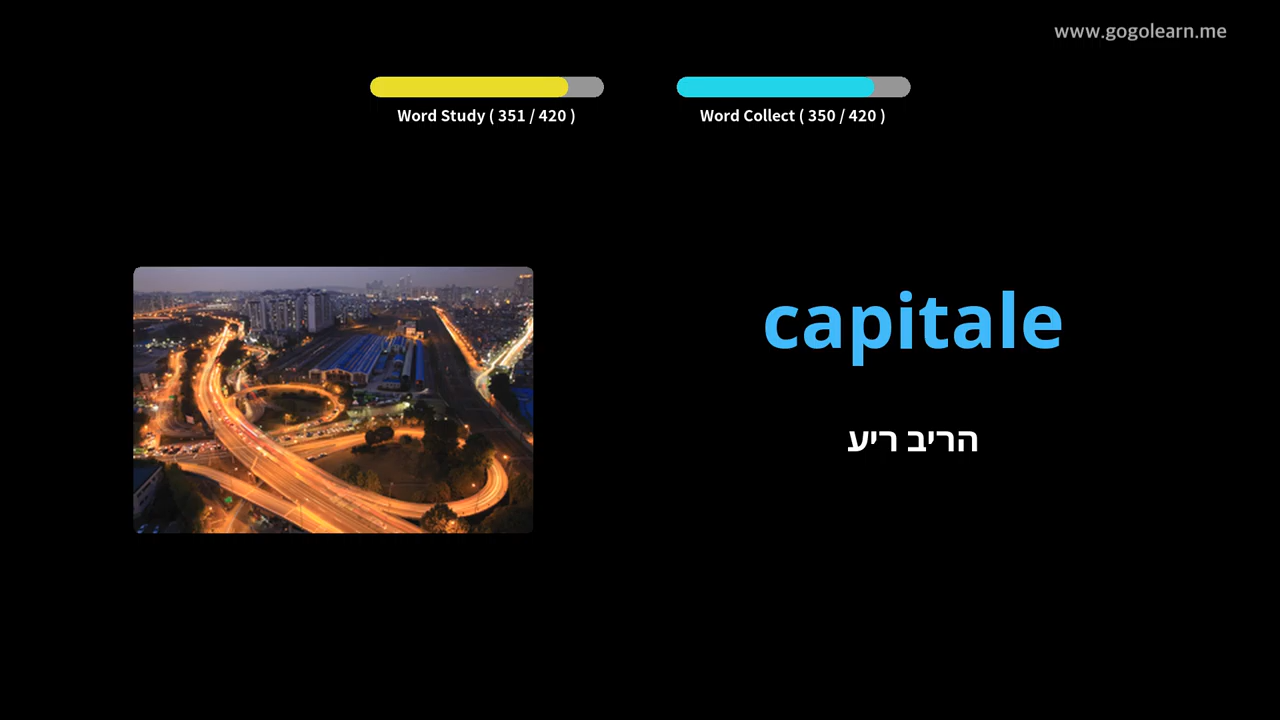 www.gogolearn.me
Word Study ( 351 / 420 )
Word Collect ( 350 / 420 )
capitale
הריב ריע